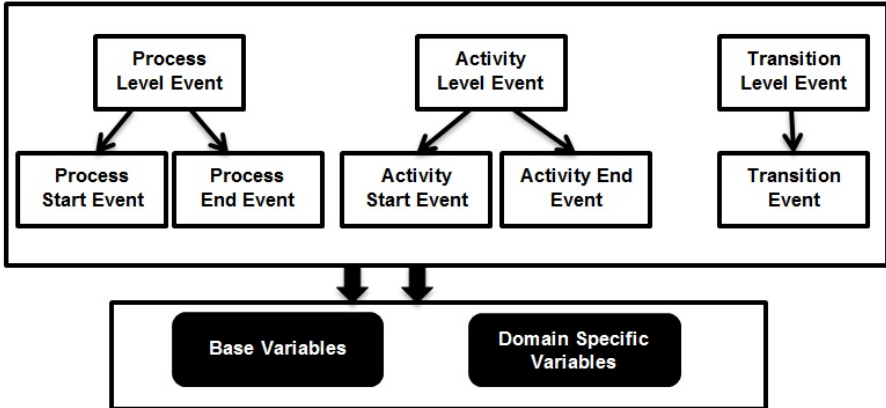 Process
Level Event
Activity
Level Event
Transition
Level Event
Process
Start Event
Process
End Event
Activity
Start Event
Activity End
Event
Transition
Event
Base Variables
Domain Specific
Variables